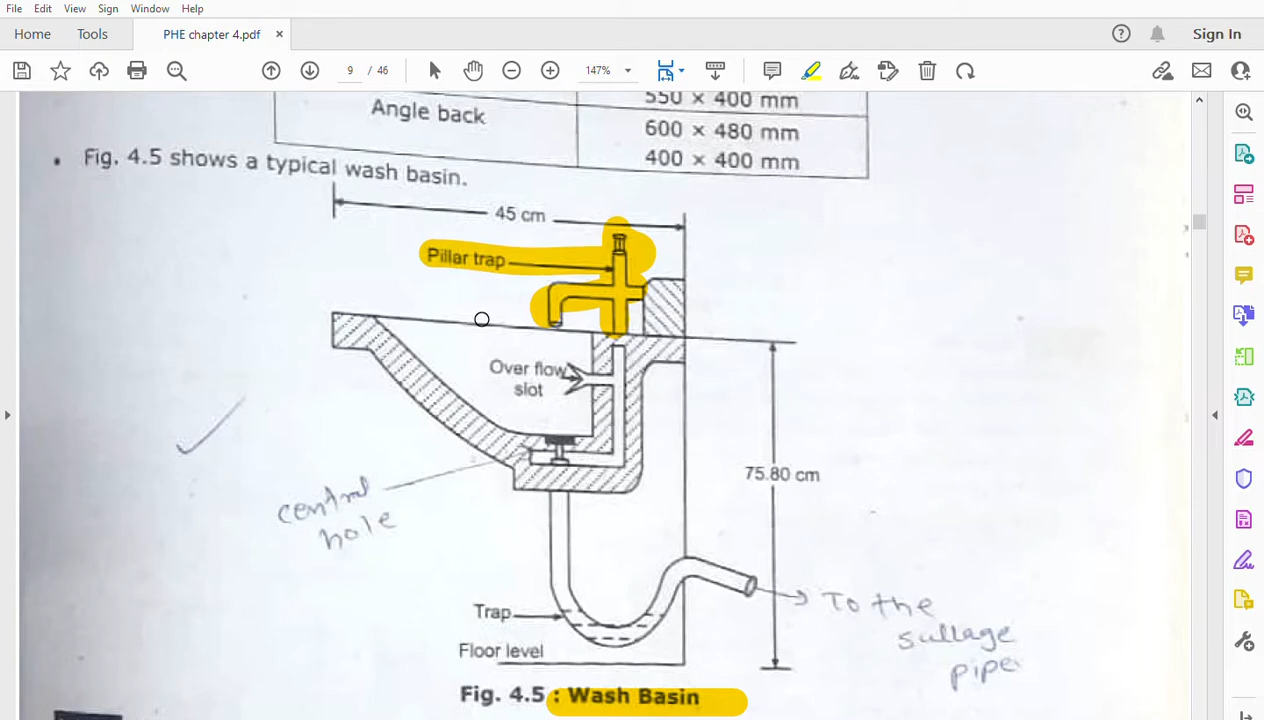 File Edit View Sign Window Help
Home Tools PHE chapter 4.pdf × Sign In
9 / 46 147%
550 × 400 mm
Angle back
600 × 480 mm
400 × 400 mm
• Fig. 4.5 shows a typical wash basin.
45 cm
Pillar trap
Over flow
slot
75.80 cm
central
hole
Trap
To the
sullage
pipe
Floor level
Fig. 4.5 : Wash Basin